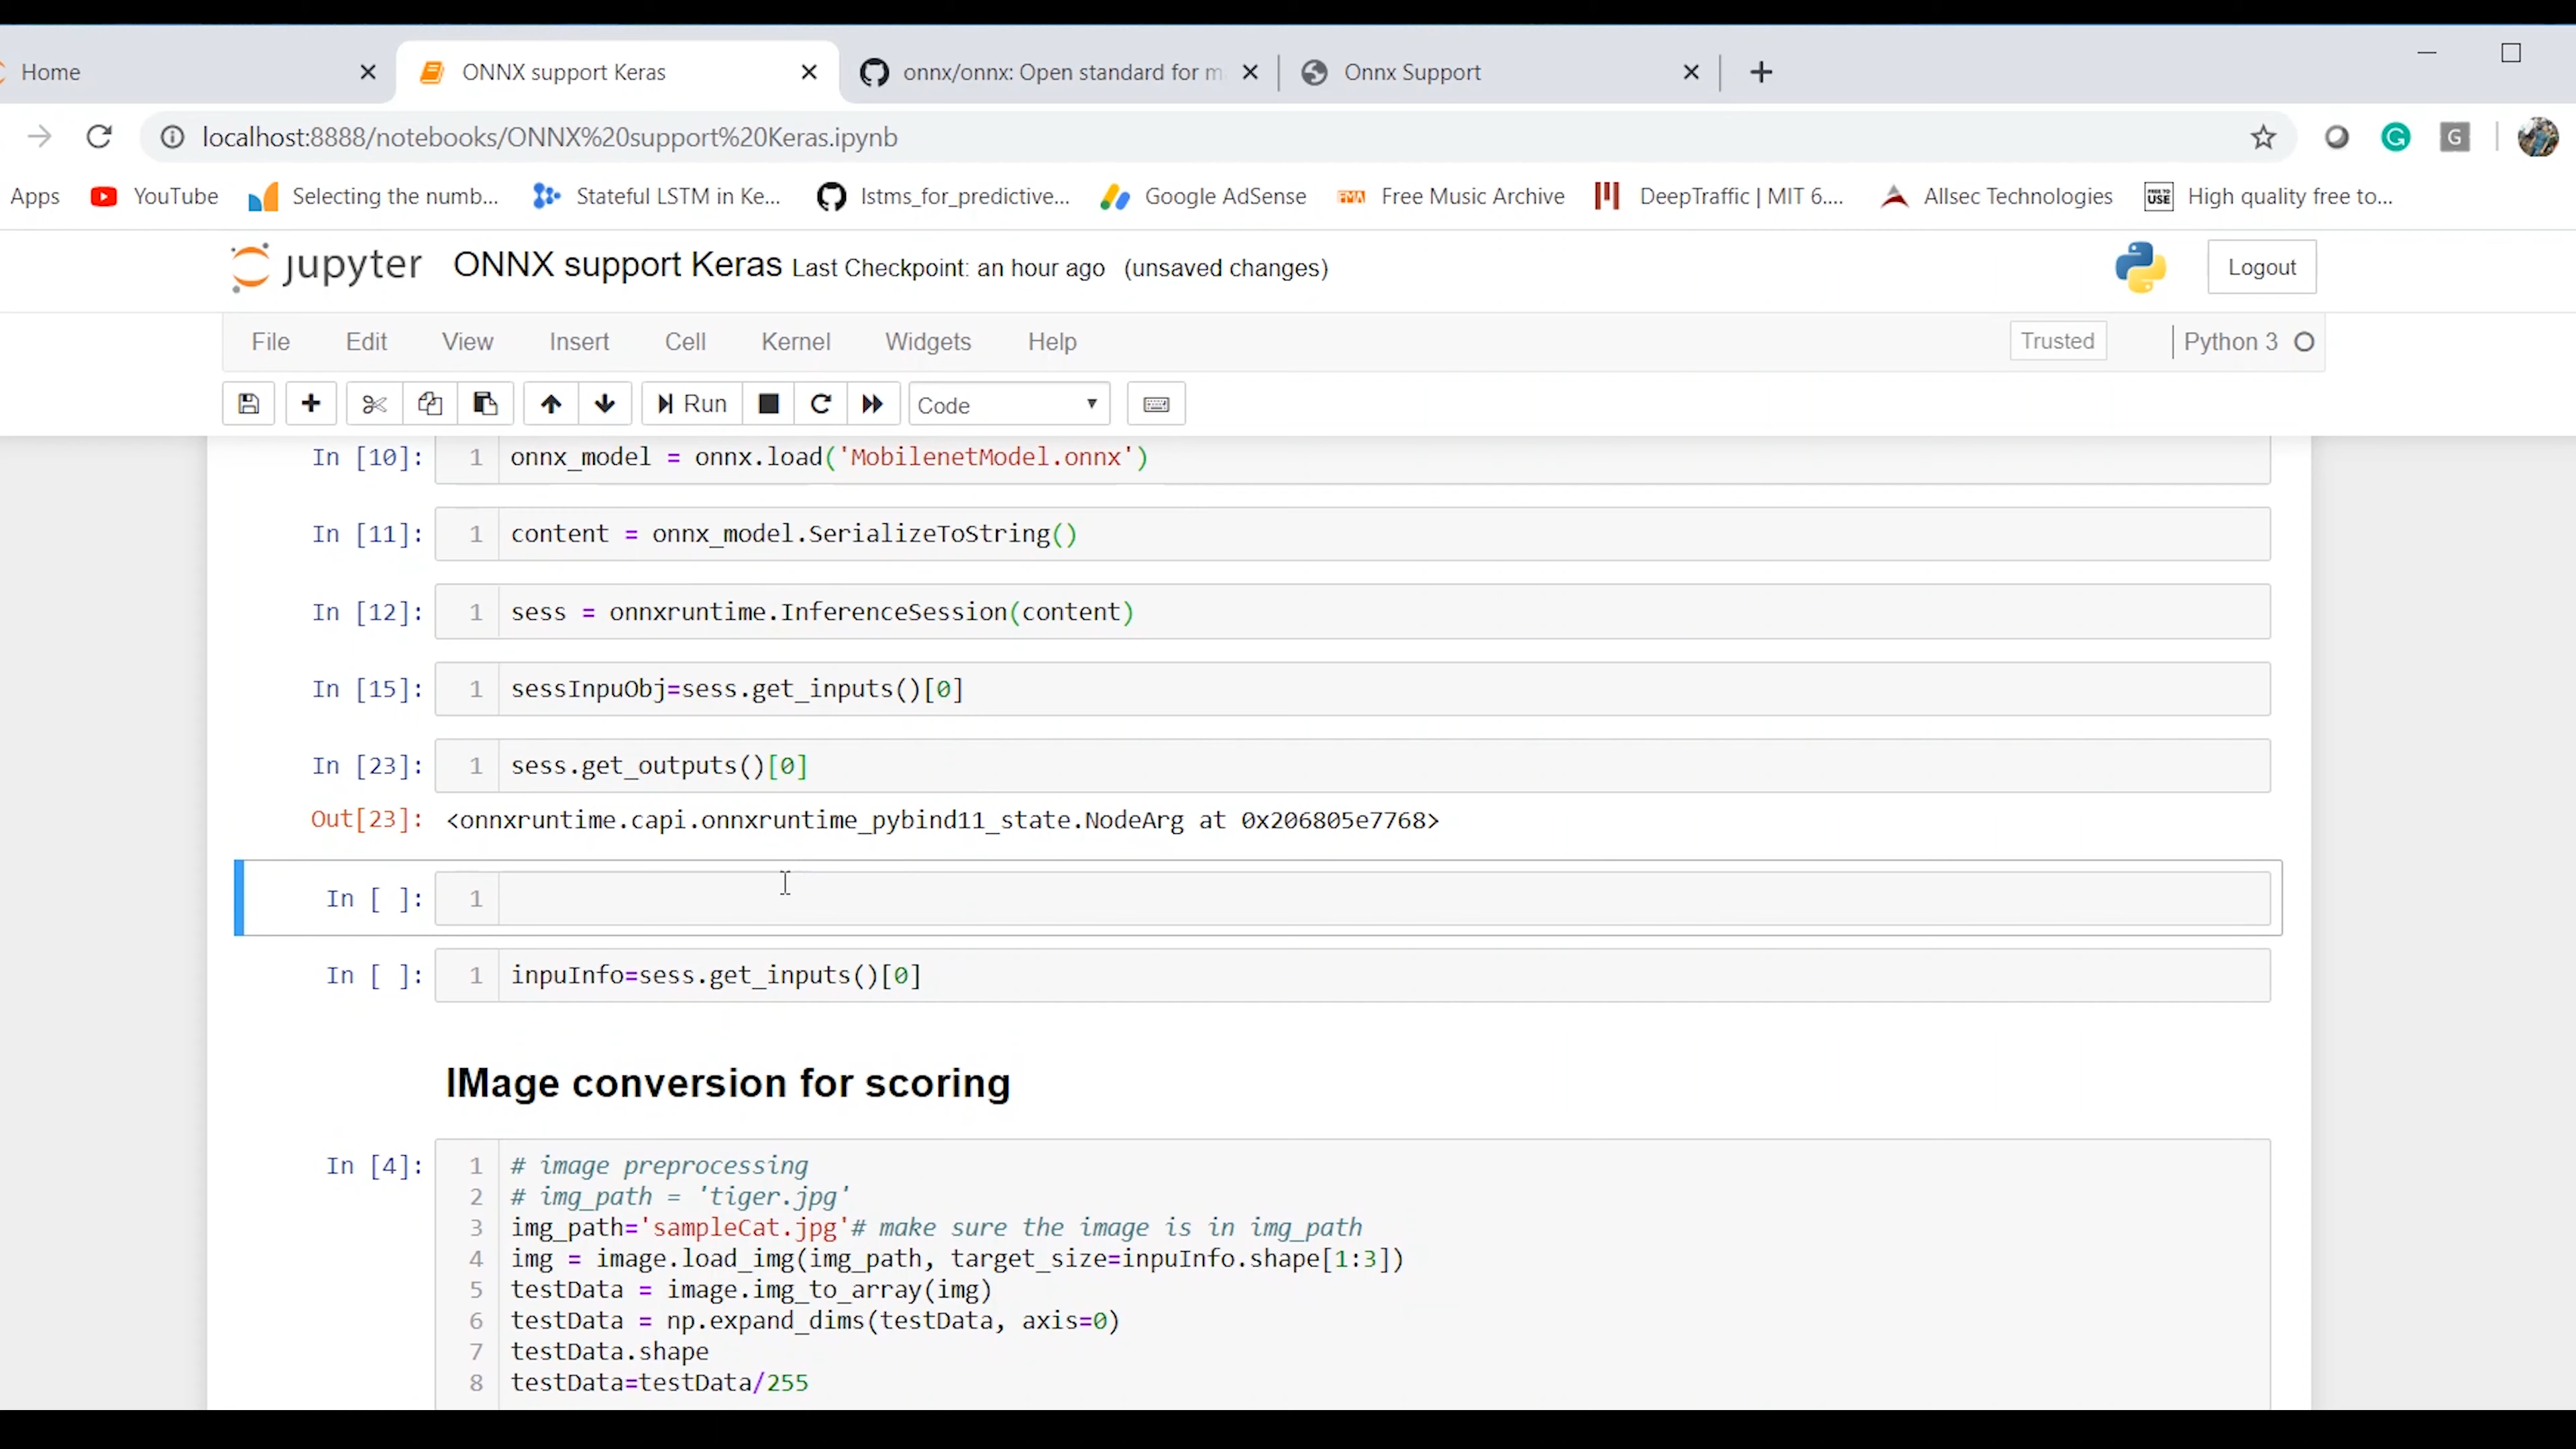 Home
ONNX support Keras
onnx/onnx: Open standard for m
Onnx Support
localhost:8888/notebooks/ONNX%20support%20Keras.ipynb
Apps YouTube Selecting the numb... Stateful LSTM in Ke... lstms_for_predictive... Google AdSense FMA Free Music Archive DeepTraffic | MIT 6.... Allsec Technologies FREE TO USE High quality free to...
jupyter ONNX support Keras Last Checkpoint: an hour ago (unsaved changes) Logout
File Edit View Insert Cell Kernel Widgets Help Trusted Python 3
Run Code
In [10]: 1 onnx_model = onnx.load('MobilenetModel.onnx')
In [11]: 1 content = onnx_model.SerializeToString()
In [12]: 1 sess = onnxruntime.InferenceSession(content)
In [15]: 1 sessInpuObj=sess.get_inputs()[0]
In [23]: 1 sess.get_outputs()[0]
Out[23]: <onnxruntime.capi.onnxruntime_pybind11_state.NodeArg at 0x206805e7768>
In [ ]: 1
In [ ]: 1 inpuInfo=sess.get_inputs()[0]
IMage conversion for scoring
In [4]: 1 # image preprocessing
2 # img_path = 'tiger.jpg'
3 img_path='sampleCat.jpg'# make sure the image is in img_path
4 img = image.load_img(img_path, target_size=inpuInfo.shape[1:3])
5 testData = image.img_to_array(img)
6 testData = np.expand_dims(testData, axis=0)
7 testData.shape
8 testData=testData/255